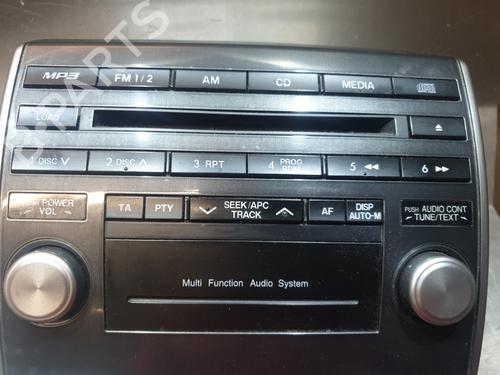 B-PARTS
MP3 FM 1 / 2 AM CD MEDIA
LOAD
1 DISC ∨ 2 DISC ∧ 3 RPT 4 PROG RDM 5 ◄◄ 6 ►►
PUSH POWER
VOL
TA PTY SEEK/APC
TRACK AF DISP
AUTO-M
PUSH AUDIO CONT
TUNE/TEXT
Multi Function Audio System